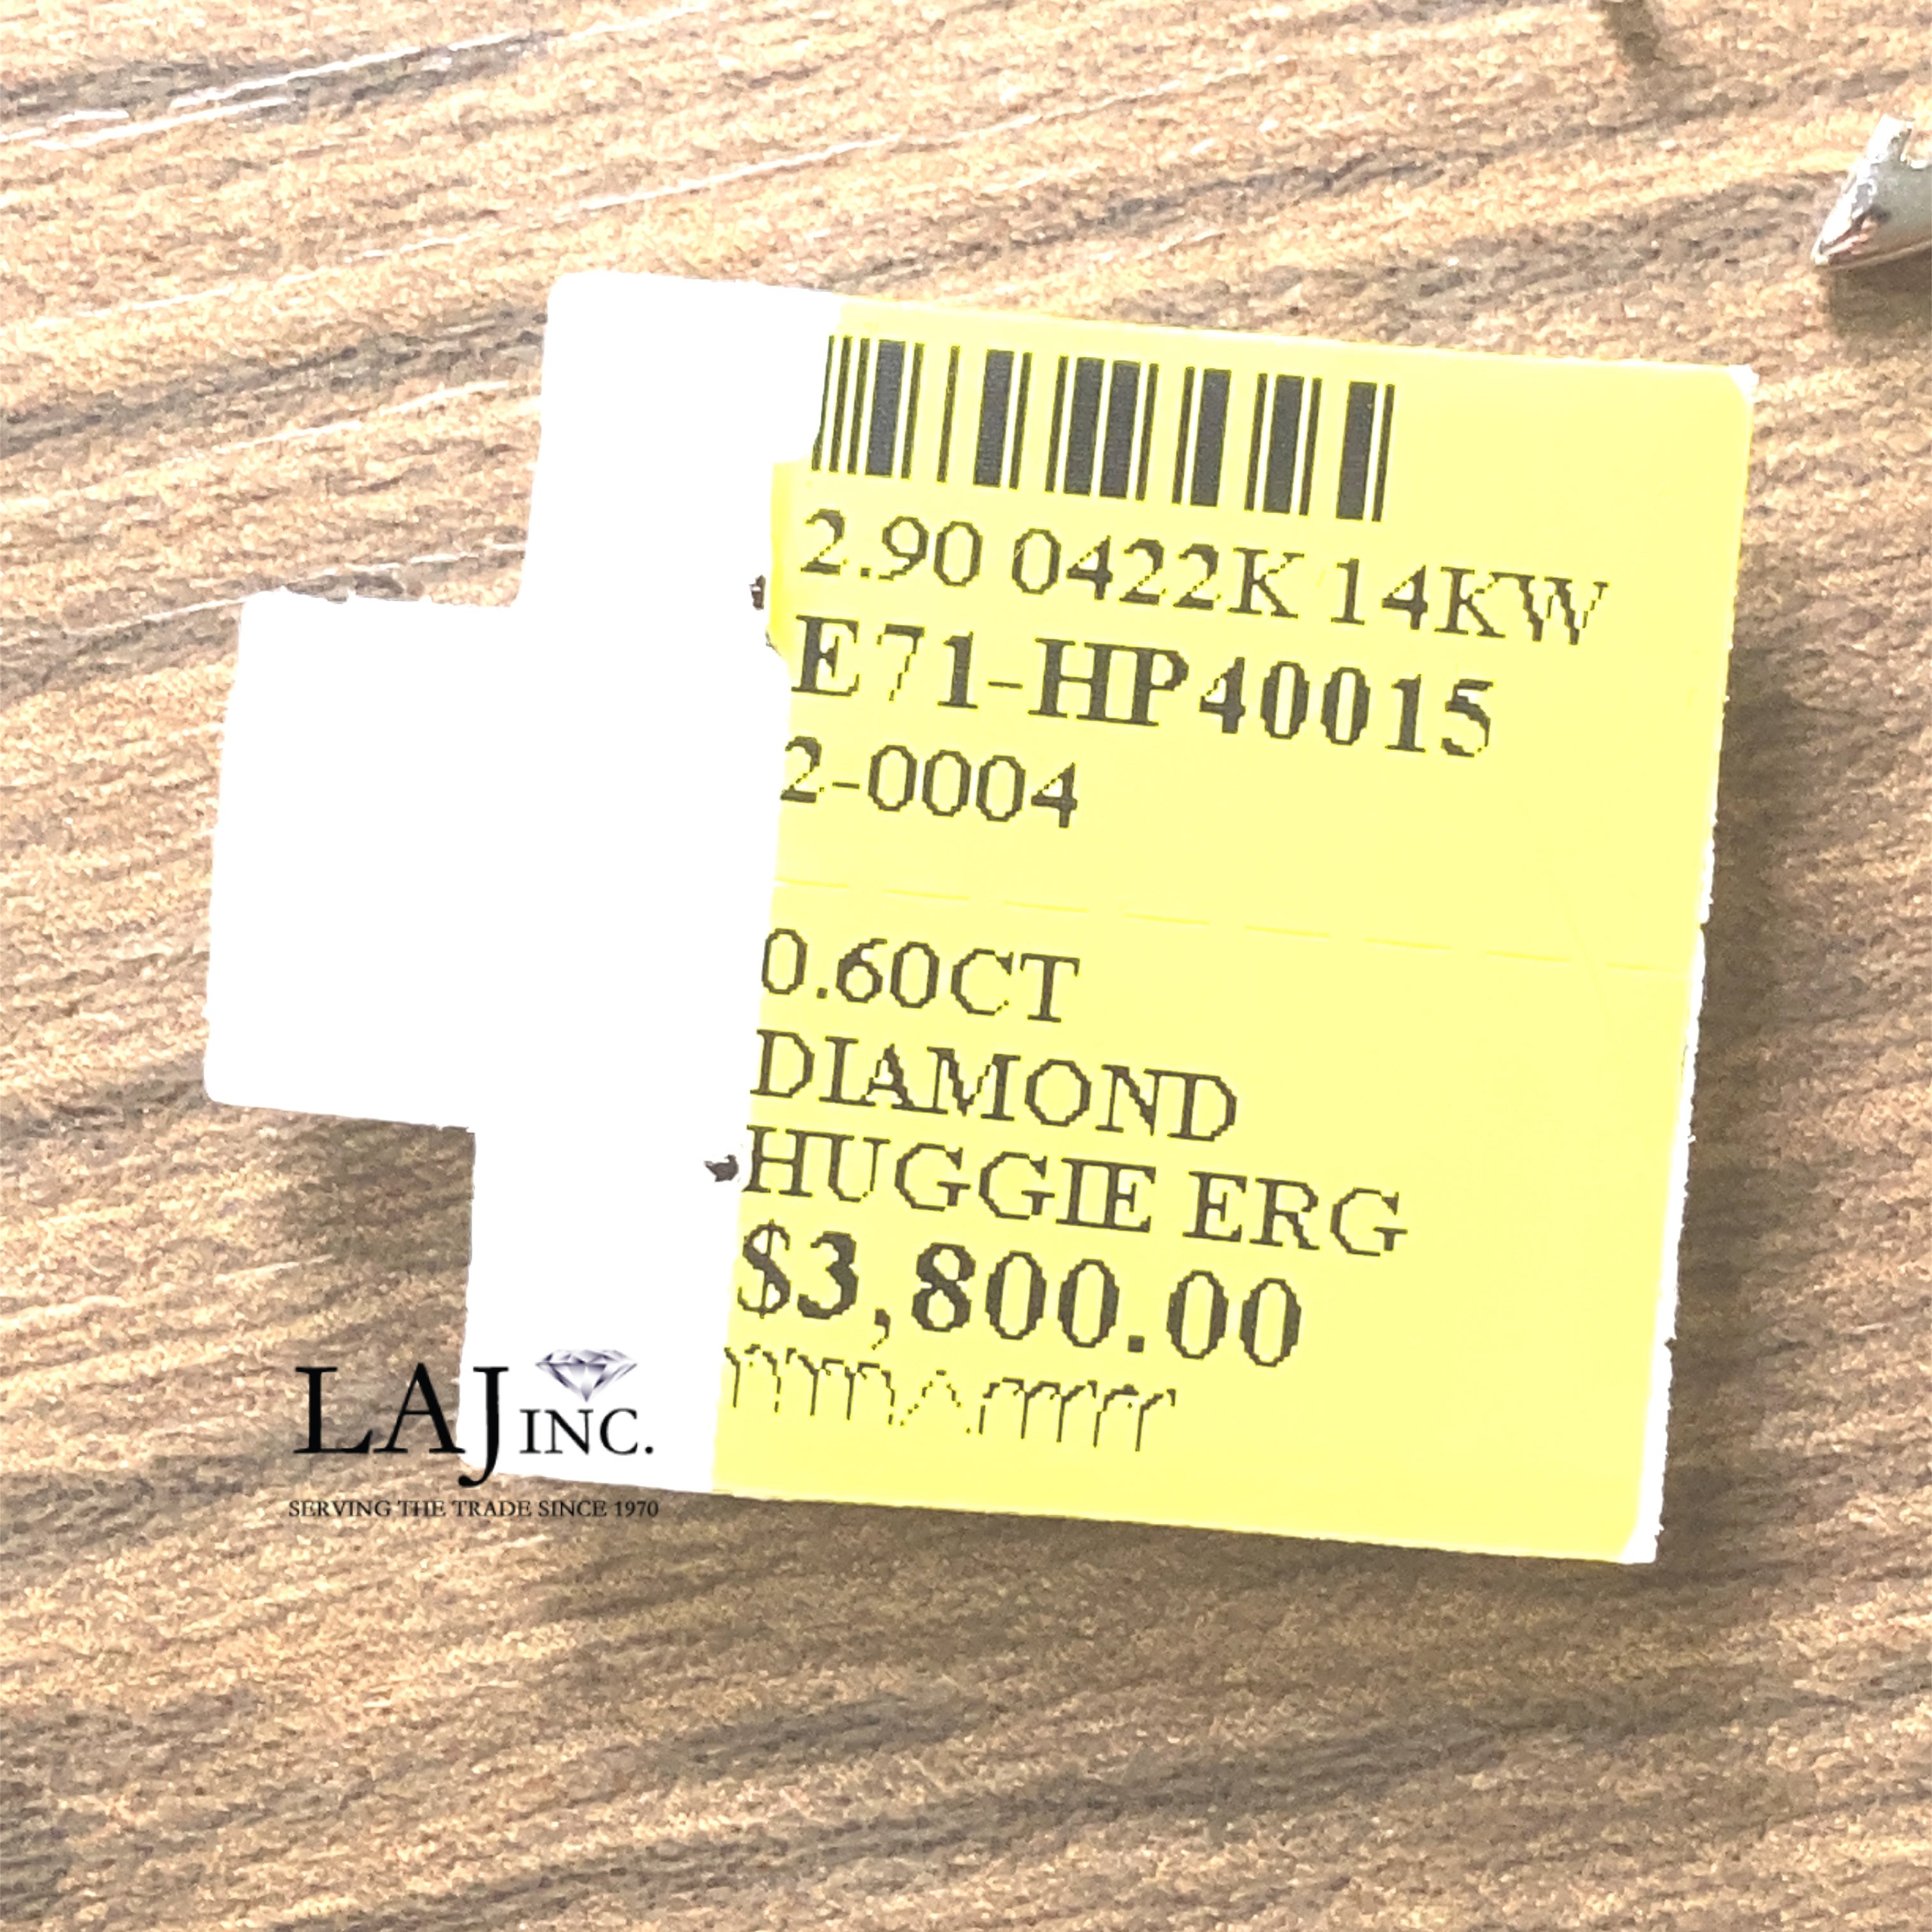 2.90 0422K 14KW
E71-HP40015
2-0004
0.60CT
DIAMOND
HUGGIE ERG
$3,800.00
LAJ INC.
SERVING THE TRADE SINCE 1970